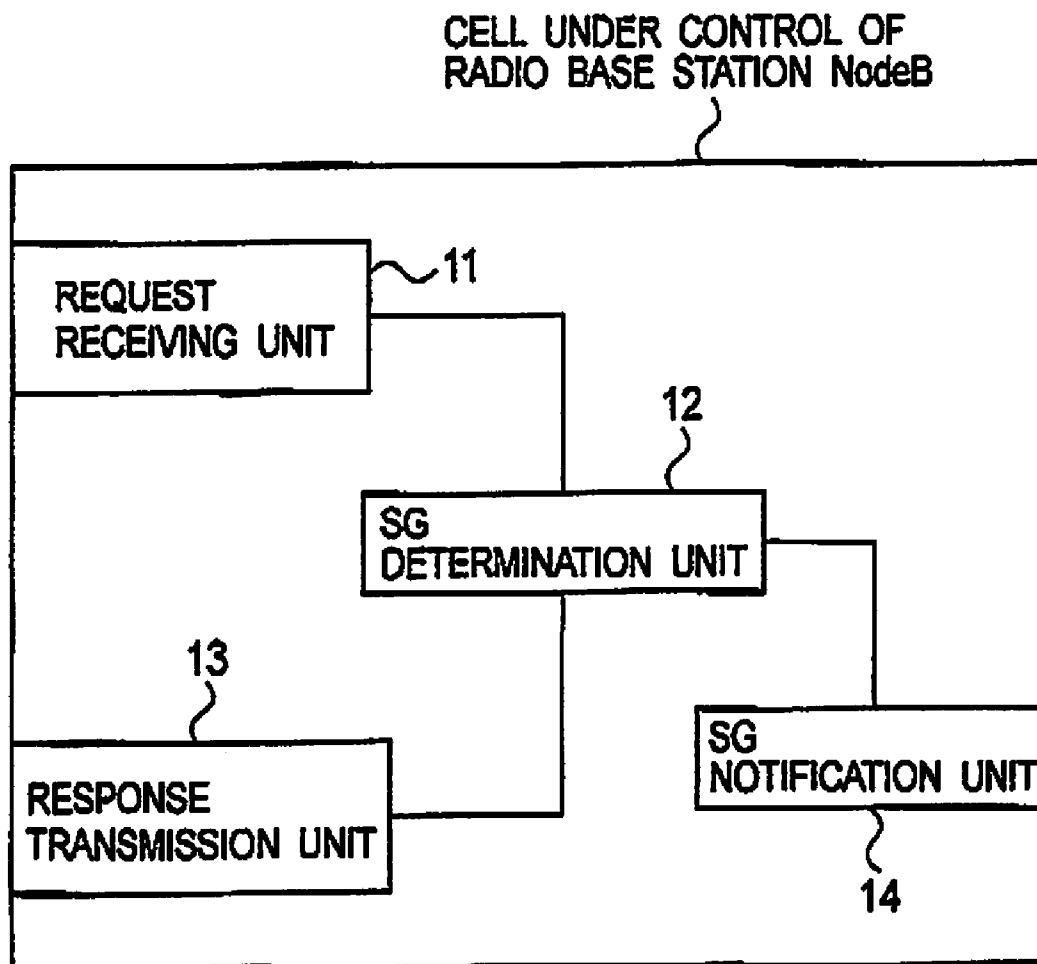 CELL UNDER CONTROL OF
RADIO BASE STATION NodeB
11
REQUEST
RECEIVING UNIT
12
SG
DETERMINATION UNIT
13
RESPONSE
TRANSMISSION UNIT
SG
NOTIFICATION UNIT
14